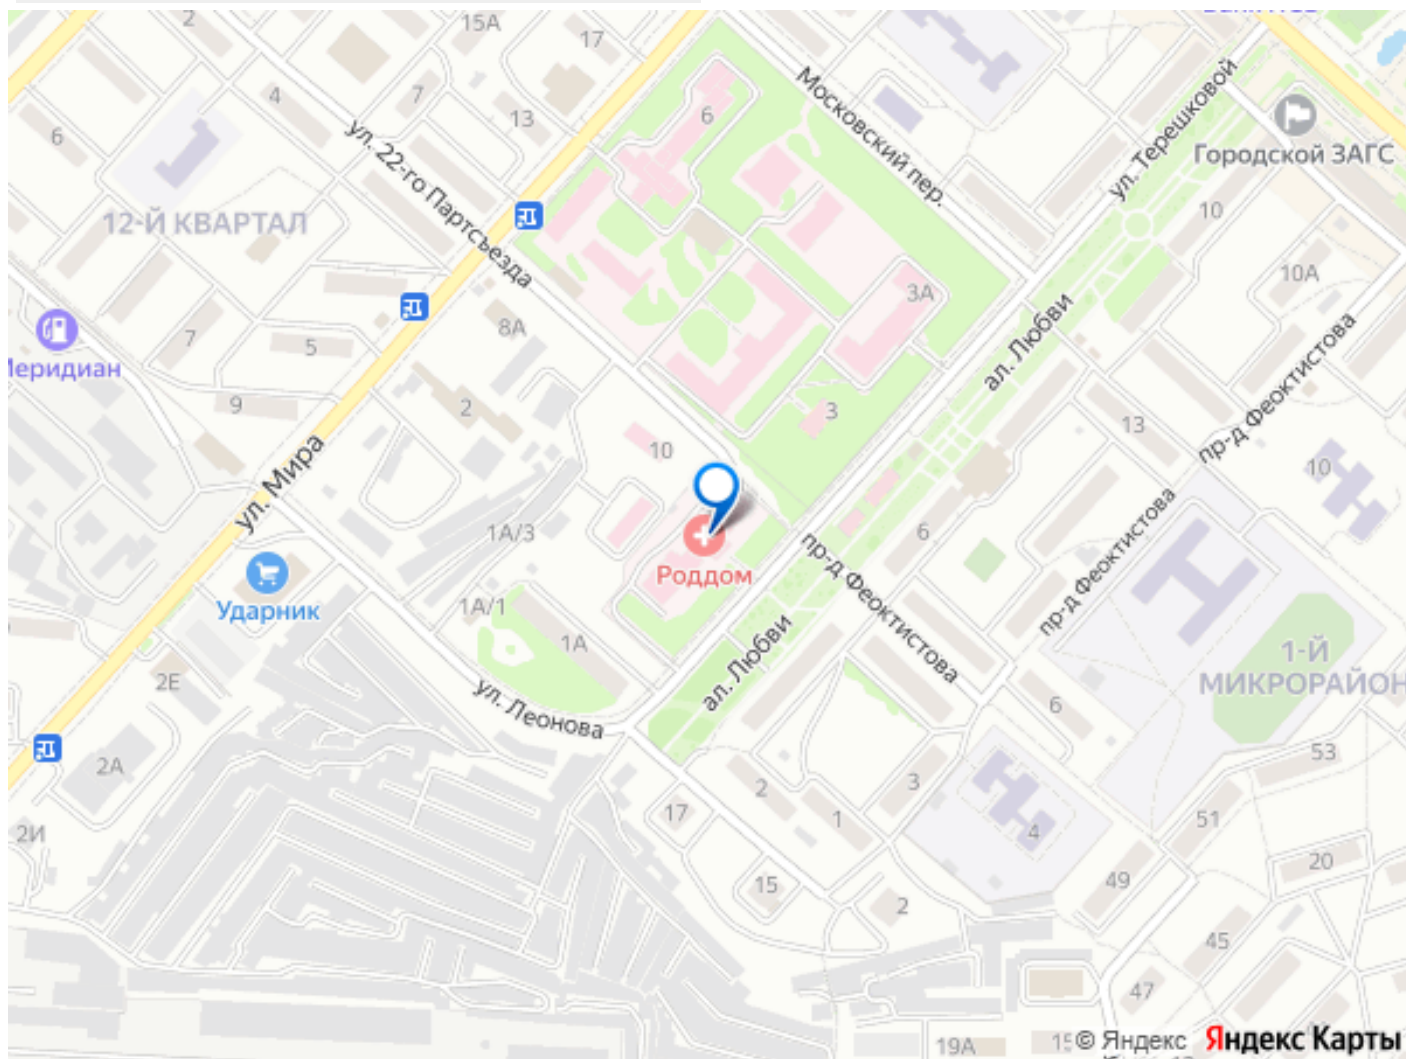 2
15А
17
4
7
13
6
6
Московский пер.
ул. Терешковой
Городской ЗАГС
ул. 22-го Партсъезда
12-Й КВАРТАЛ
10
10А
3А
8А
7
5
Меридиан
9
2
3
ал. Любви
пр-д Феоктистова
13
10
ул. Мира
10
1А/3
6
пр-д Феоктистова
Роддом
Ударник
1А/1
1А
пр-д Феоктистова
1-Й
МИКРОРАЙОН
2Е
ул. Леонова
ал. Любви
6
53
2А
2
3
17
1
51
2И
4
20
15
49
2
45
47
19А
© Яндекс
Яндекс Карты